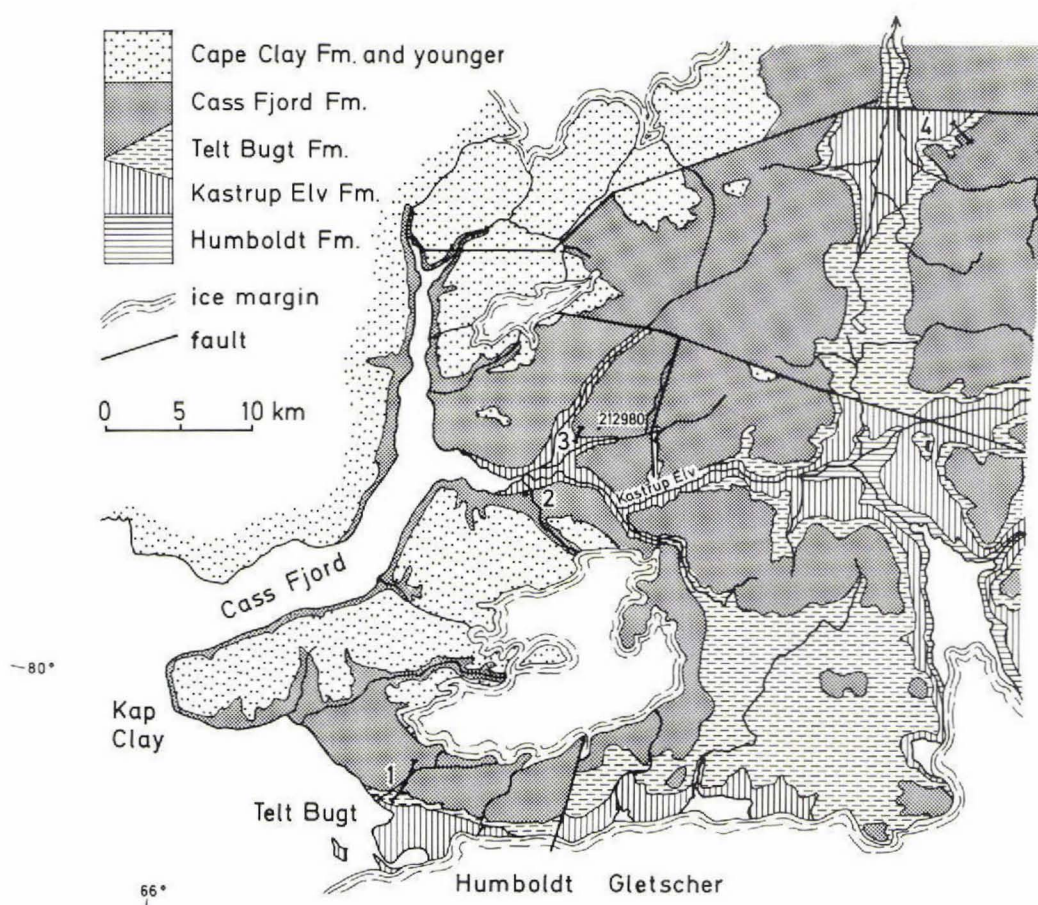 Cape Clay Fm. and younger
Cass Fjord Fm.
Telt Bugt Fm.
Kastrup Elv Fm.
Humboldt Fm.
ice margin
fault
0 5 10 km
4
212980
3
Kastrup Elv
2
Cass Fjord
80°
Kap
Clay
1
Telt Bugt
Humboldt Gletscher
66°